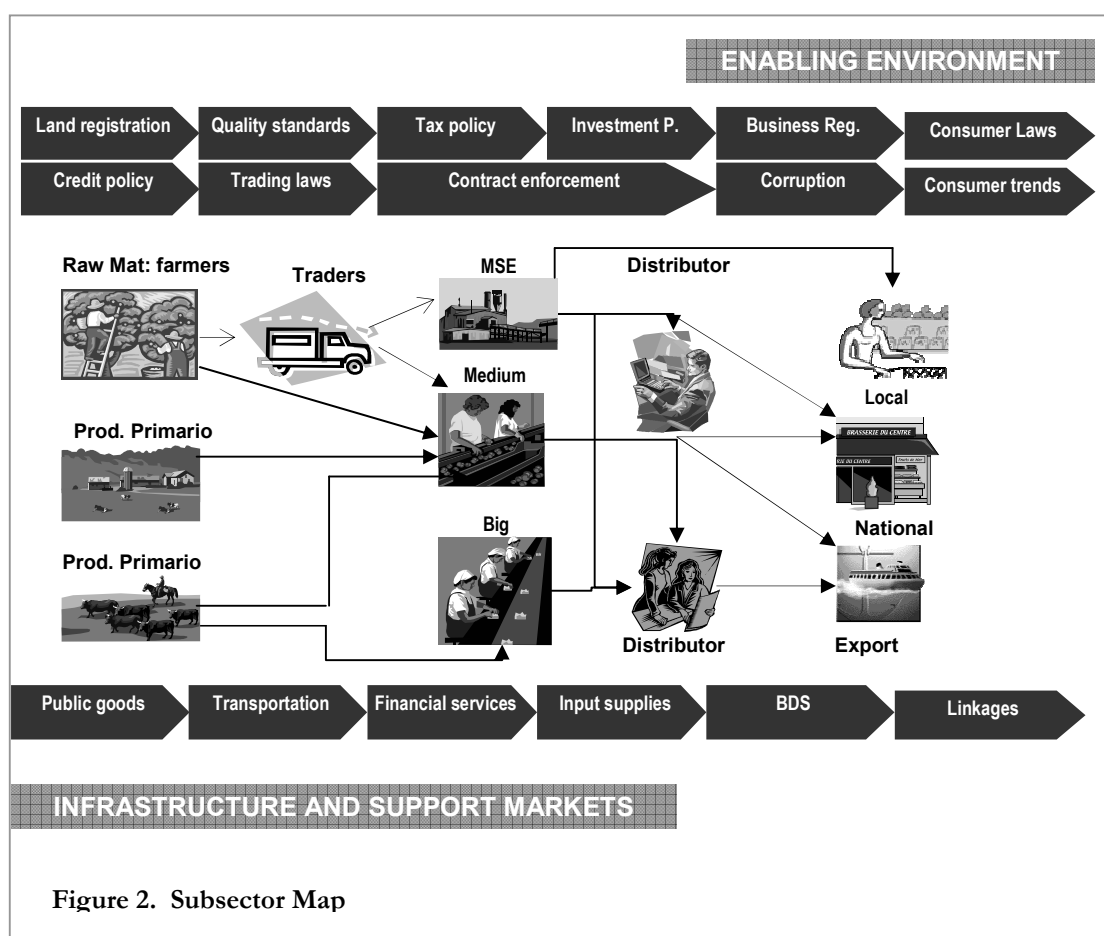 ENABLING ENVIRONMENT
Land registration
Quality standards
Tax policy
Investment P.
Business Reg.
Consumer Laws
Credit policy
Trading laws
Contract enforcement
Corruption
Consumer trends
Raw Mat: farmers
Traders
MSE
Distributor
Medium
Local
Prod. Primario
BRASSERIE DU CENTRE
Big
National
Prod. Primario
Distributor
Export
Public goods
Transportation
Financial services
Input supplies
BDS
Linkages
INFRASTRUCTURE AND SUPPORT MARKETS
Figure 2. Subsector Map